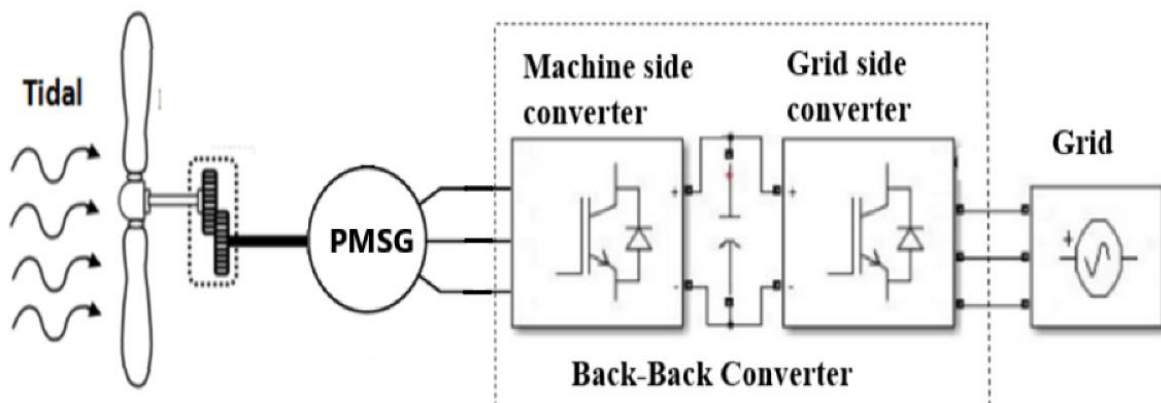 Tidal
PMSG
Machine side
converter
Grid side
converter
Grid
+
-
+
-
+
Back-Back Converter